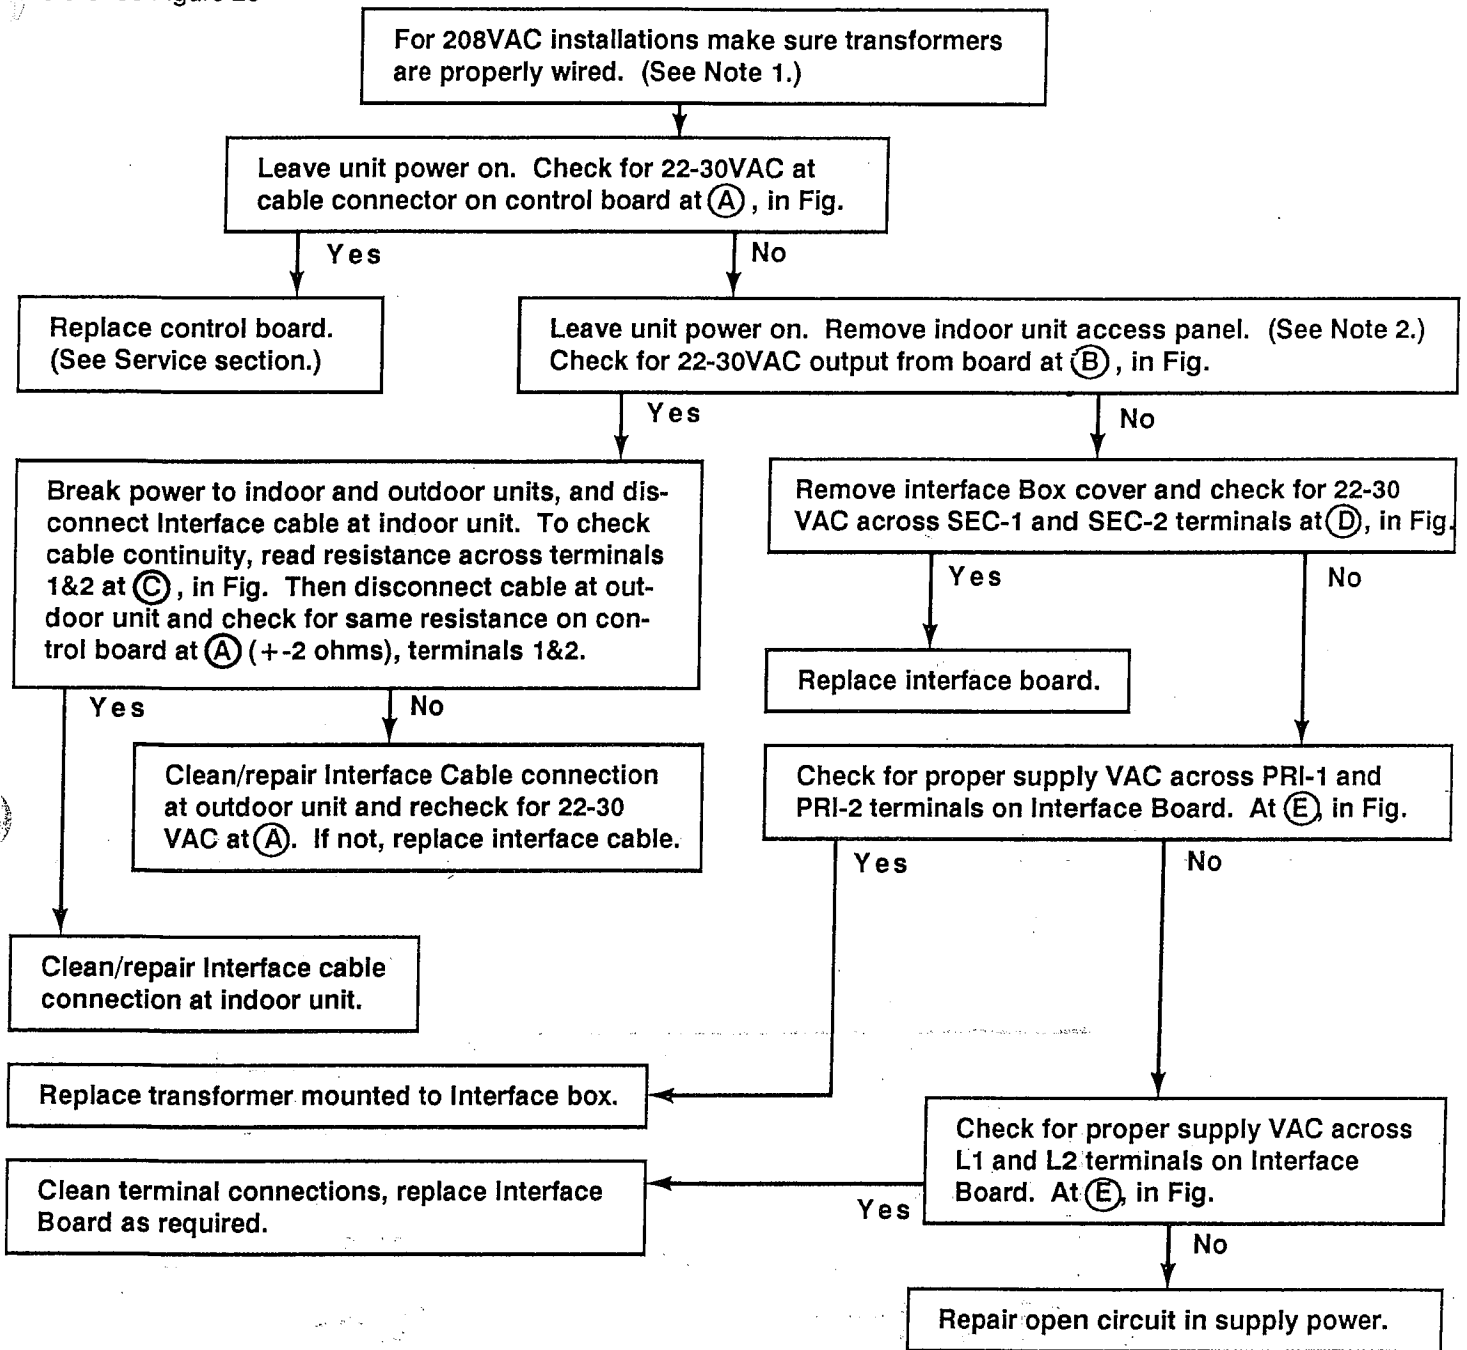 For 208VAC installations make sure transformers
are properly wired. (See Note 1.)
Leave unit power on. Check for 22-30VAC at
cable connector on control board at Ⓐ, in Fig.
Yes
No
Replace control board.
(See Service section.)
Leave unit power on. Remove indoor unit access panel. (See Note 2.)
Check for 22-30VAC output from board at Ⓑ, in Fig.
Yes
No
Break power to indoor and outdoor units, and dis-
connect Interface cable at indoor unit. To check
cable continuity, read resistance across terminals
1&2 at Ⓒ, in Fig. Then disconnect cable at out-
door unit and check for same resistance on con-
trol board at Ⓐ (+-2 ohms), terminals 1&2.
Remove interface Box cover and check for 22-30
VAC across SEC-1 and SEC-2 terminals at Ⓓ, in Fig.
Yes
No
Replace interface board.
Yes
No
Clean/repair Interface Cable connection
at outdoor unit and recheck for 22-30
VAC at Ⓐ. If not, replace interface cable.
Check for proper supply VAC across PRI-1 and
PRI-2 terminals on Interface Board. At Ⓔ, in Fig.
Yes
No
Clean/repair Interface cable
connection at indoor unit.
Replace transformer mounted to Interface box.
Check for proper supply VAC across
L1 and L2 terminals on Interface
Board. At Ⓔ, in Fig.
Yes
Clean terminal connections, replace Interface
Board as required.
No
Repair open circuit in supply power.